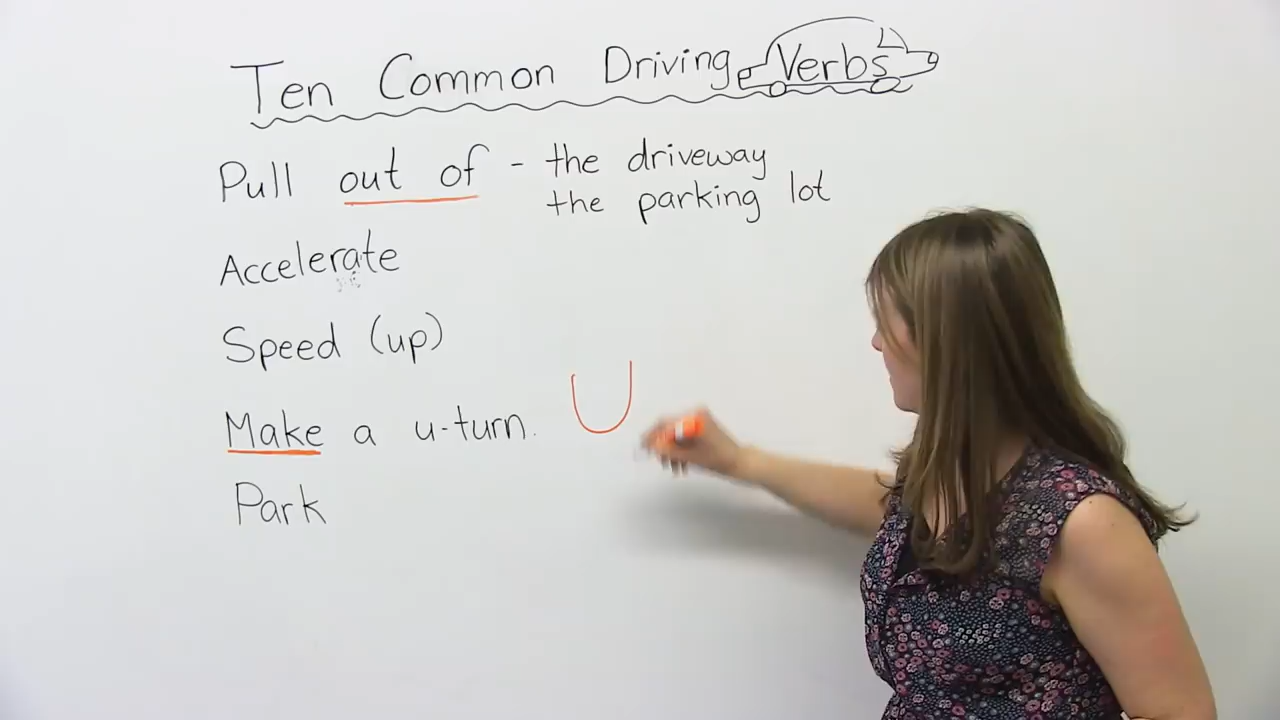 Ten Common Driving Verbs
Pull out of - the driveway
the parking lot
Accelerate
Speed (up)
Make a u-turn.
U
Park